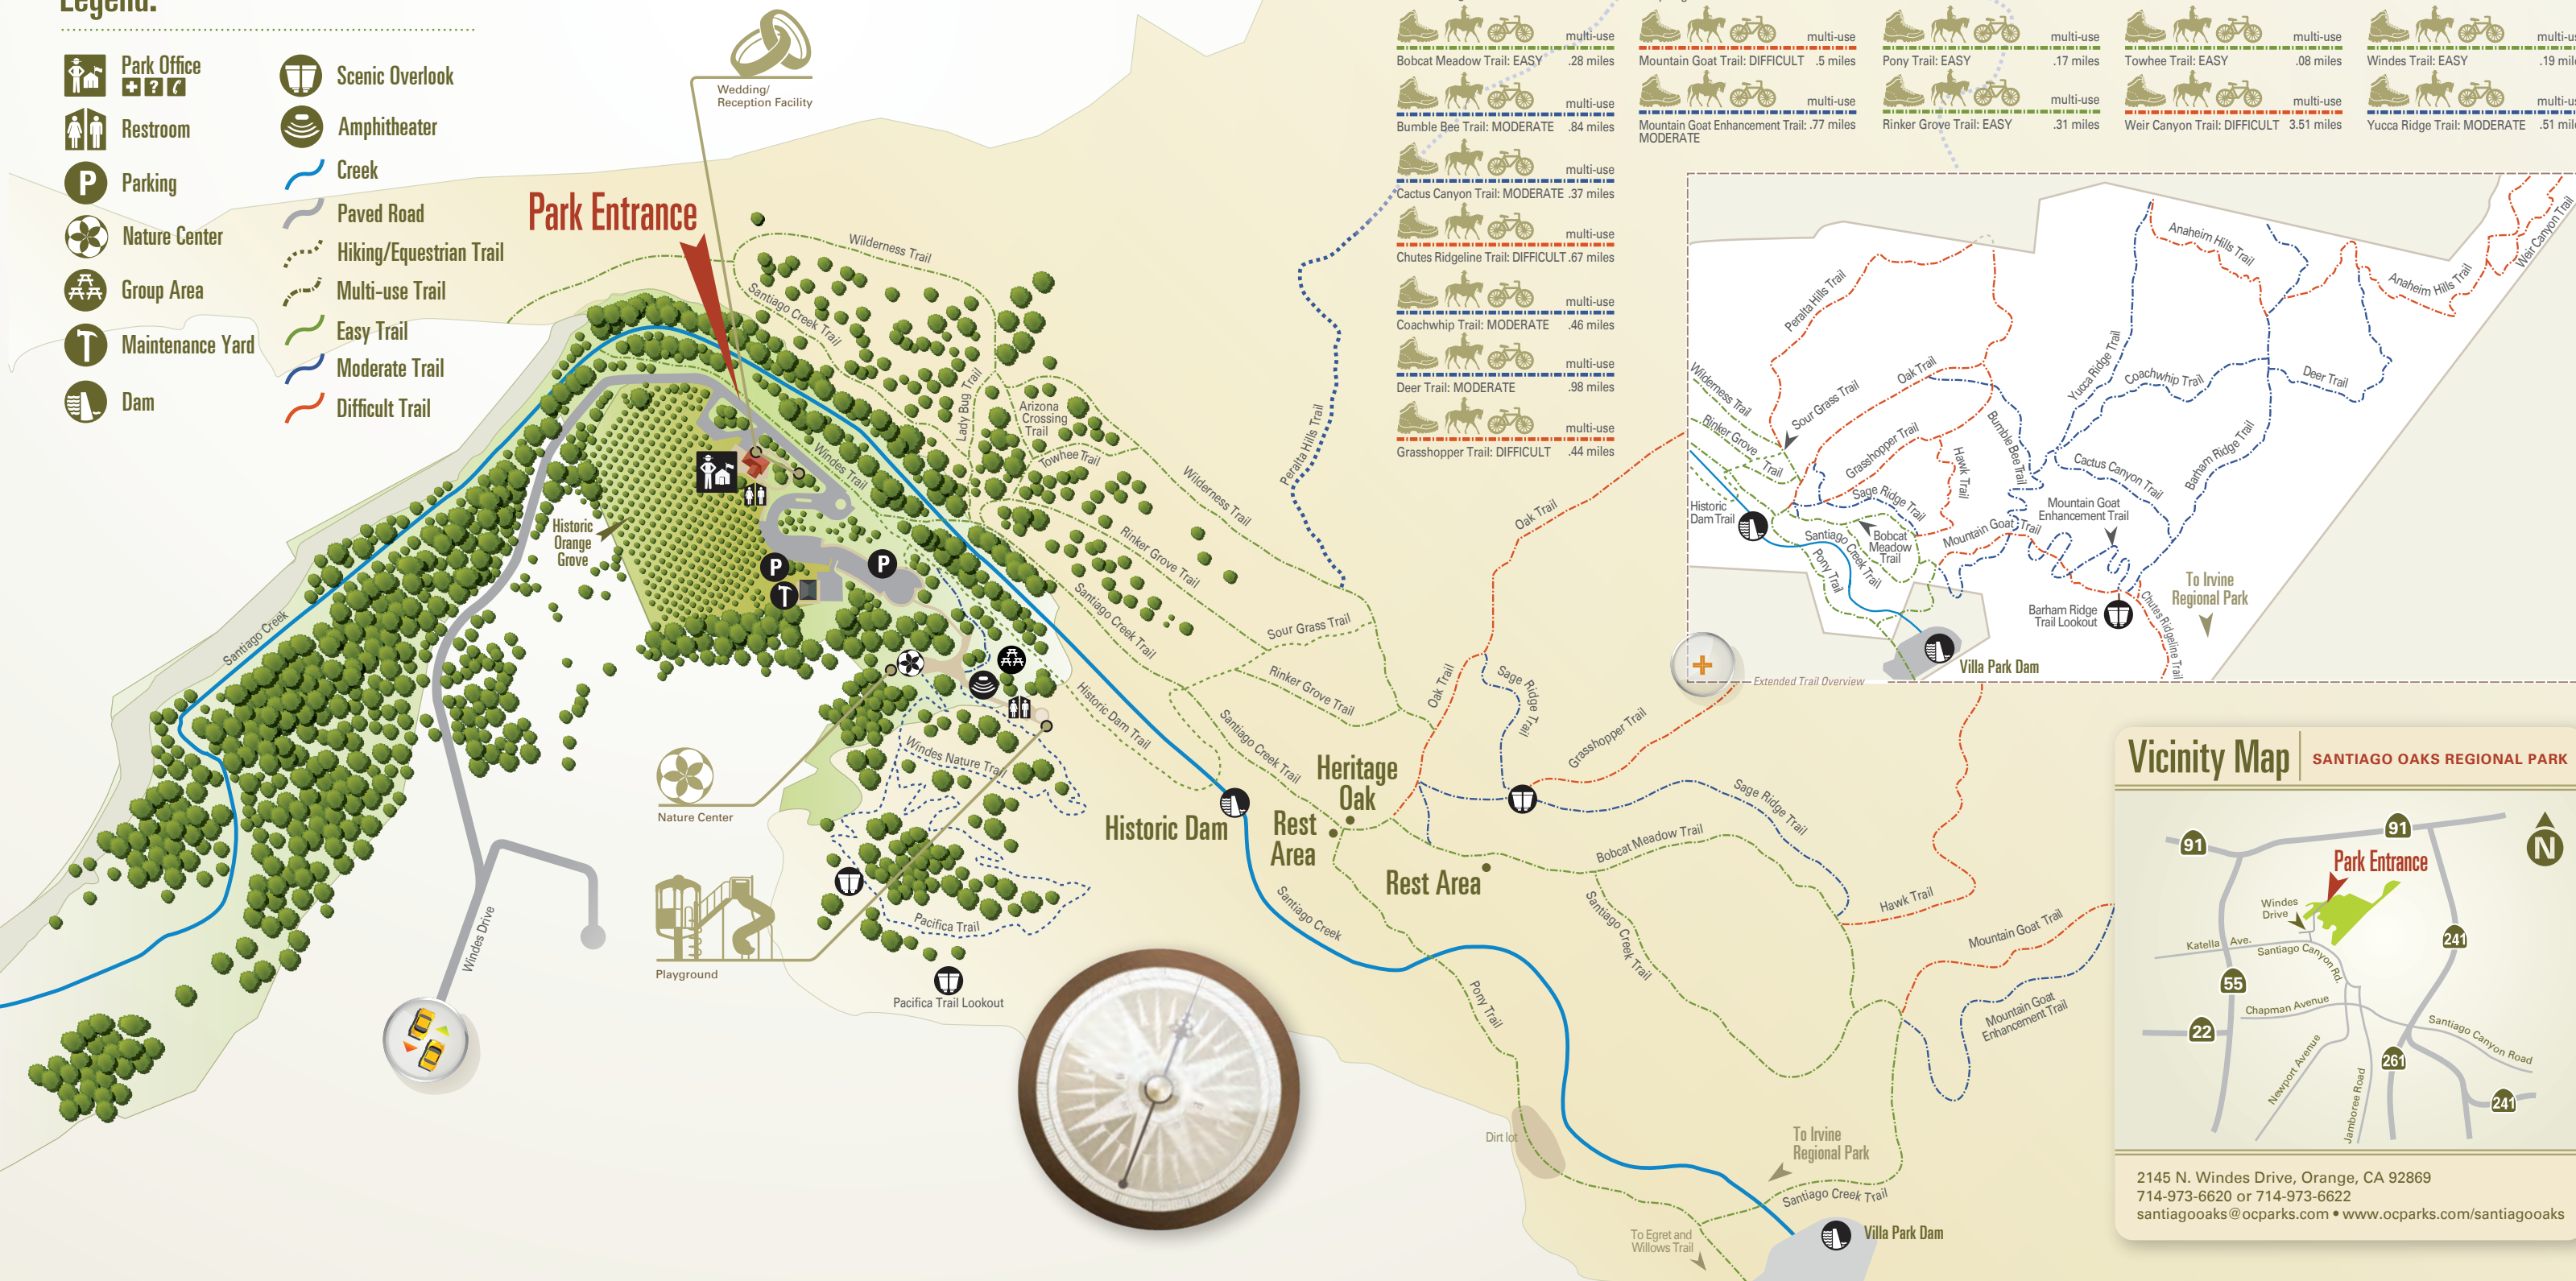 Legend:
Park Office
Restroom
Parking
Nature Center
Group Area
Maintenance Yard
Dam
Scenic Overlook
Amphitheater
Creek
Paved Road
Hiking/Equestrian Trail
Multi-use Trail
Easy Trail
Moderate Trail
Difficult Trail
Wedding/
Reception Facility
Park Entrance
multi-use
Bobcat Meadow Trail: EASY .28 miles
multi-use
Bumble Bee Trail: MODERATE .84 miles
multi-use
Cactus Canyon Trail: MODERATE .37 miles
multi-use
Chutes Ridgeline Trail: DIFFICULT .67 miles
multi-use
Coachwhip Trail: MODERATE .46 miles
multi-use
Deer Trail: MODERATE .98 miles
multi-use
Grasshopper Trail: DIFFICULT .44 miles
multi-use
Mountain Goat Trail: DIFFICULT .5 miles
multi-use
Mountain Goat Enhancement Trail: .77 miles
MODERATE
multi-use
Pony Trail: EASY .17 miles
multi-use
Rinker Grove Trail: EASY .31 miles
multi-use
Towhee Trail: EASY .08 miles
multi-use
Weir Canyon Trail: DIFFICULT 3.51 miles
Windes Trail: EASY
Yucca Ridge Trail: MODERATE
Wilderness Trail
Santiago Creek Trail
Lady Bug Trail
Arizona
Crossing
Trail
Towhee Trail
Wilderness Trail
Windes Trail
Rinker Grove Trail
Santiago Creek Trail
Sour Grass Trail
Rinker Grove Trail
Peralta Hills Trail
Oak Trail
Oak Trail
Sage Ridge Trail
Grasshopper Trail
Historic
Orange
Grove
P
P
Santiago Creek
Historic Dam Trail
Santiago Creek Trail
Windes Nature Trail
Nature Center
Playground
Pacifica Trail
Pacifica Trail Lookout
Windes Drive
Historic Dam
Heritage
Oak
Rest
Area
Rest Area
Bobcat Meadow Trail
Sage Ridge Trail
Santiago Creek Trail
Hawk Trail
Mountain Goat Trail
Mountain Goat
Enhancement Trail
Santiago Creek
Pony Trail
Dirt lot
To Irvine
Regional Park
Santiago Creek Trail
To Egret and
Willows Trail
Villa Park Dam
Peralta Hills Trail
Anaheim Hills Trail
Anaheim Hills Trail
Weir Canyon Trail
Wilderness Trail
Rinker Grove Trail
Sour Grass Trail
Oak Trail
Grasshopper Trail
Hawk Trail
Bumble Bee Trail
Yucca Ridge Trail
Coachwhip Trail
Deer Trail
Cactus Canyon Trail
Barham Ridge Trail
Sage Ridge Trail
Historic
Dam Trail
Santiago Creek Trail
Pony Trail
Bobcat
Meadow
Trail
Mountain Goat Trail
Mountain Goat
Enhancement Trail
Barham Ridge
Trail Lookout
Chutes Ridgeline Trail
To Irvine
Regional Park
Villa Park Dam
Extended Trail Overview
Vicinity Map
SANTIAGO OAKS REGIONAL PARK
91
91
Park Entrance
N
Windes
Drive
Katella Ave.
Santiago Canyon Rd.
241
55
Chapman Avenue
22
Newport Avenue
Jamboree Road
261
Santiago Canyon Road
241
2145 N. Windes Drive, Orange, CA 92869
714-973-6620 or 714-973-6622
santiagooaks@ocparks.com • www.ocparks.com/santiagooaks